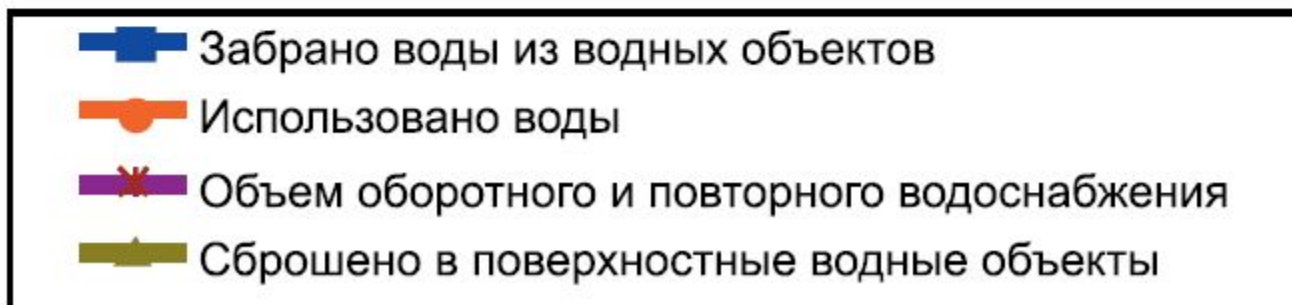 Забрано воды из водных объектов
Использовано воды
Объем оборотного и повторного водоснабжения
Сброшено в поверхностные водные объекты